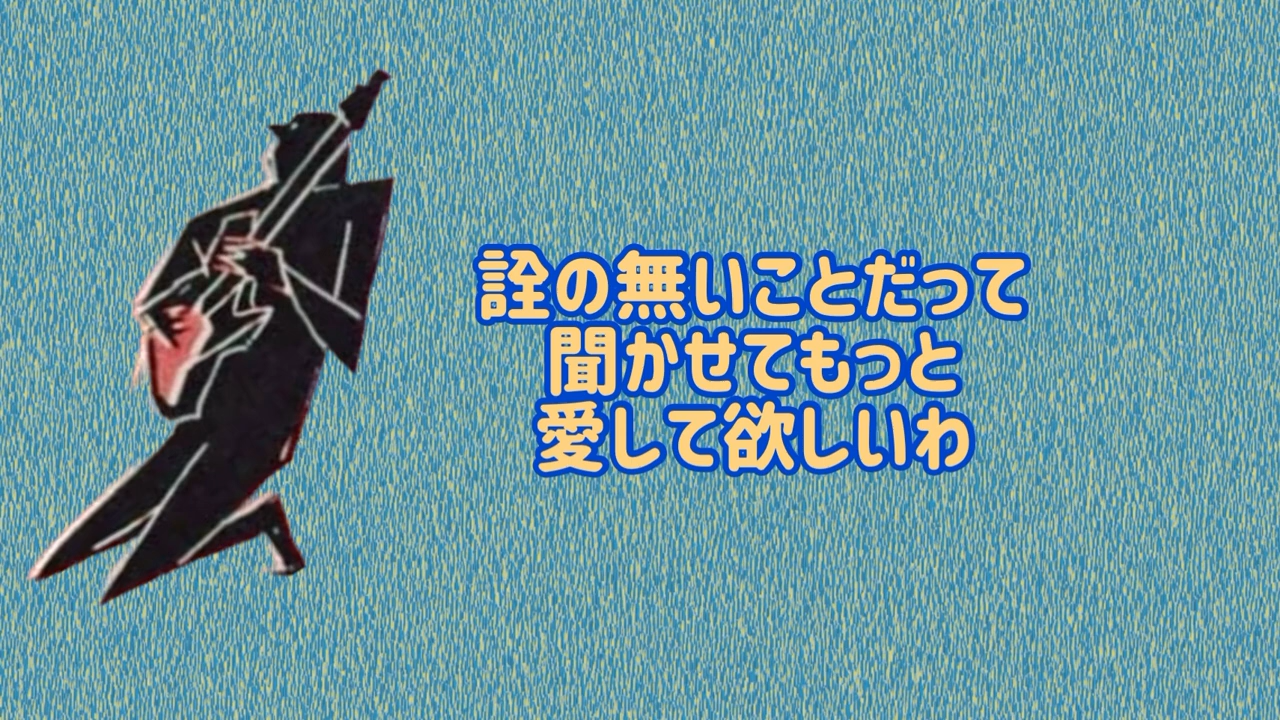 詮の無いことだって
聞かせてもっと
愛して欲しいわ